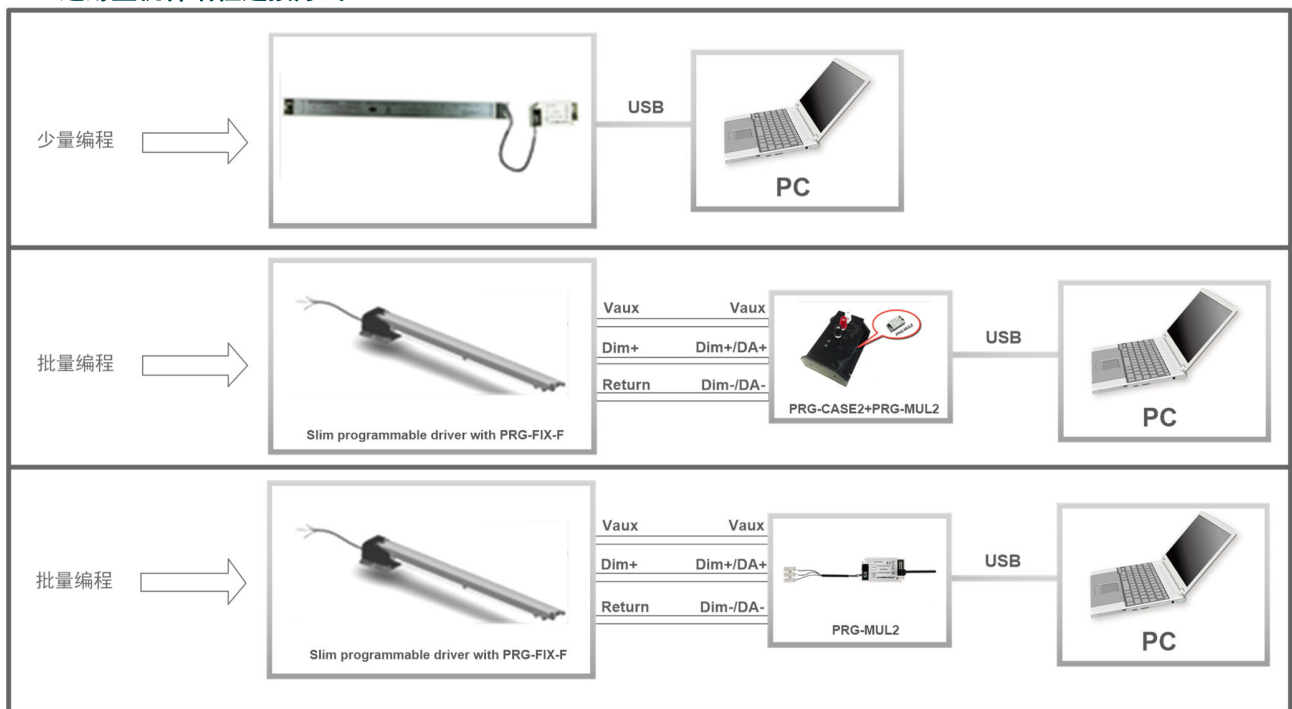 少量编程
USB
PC
批量编程
Vaux
Vaux
Dim+
Dim+/DA+
Return
Dim-/DA-
Slim programmable driver with PRG-FIX-F
PRG-MUL2
PRG-CASE2+PRG-MUL2
USB
PC
批量编程
Vaux
Vaux
Dim+
Dim+/DA+
Return
Dim-/DA-
Slim programmable driver with PRG-FIX-F
PRG-MUL2
USB
PC